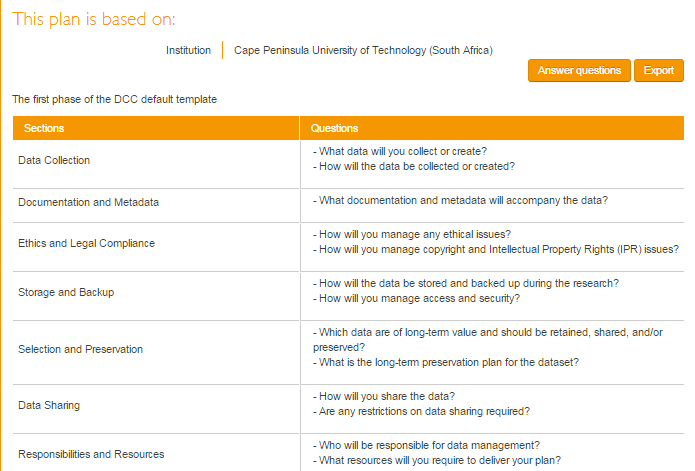 This plan is based on:
Institution Cape Peninsula University of Technology (South Africa)
Answer questions Export
The first phase of the DCC default template
Sections Questions
Data Collection
- What data will you collect or create?
- How will the data be collected or created?
Documentation and Metadata
- What documentation and metadata will accompany the data?
Ethics and Legal Compliance
- How will you manage any ethical issues?
- How will you manage copyright and Intellectual Property Rights (IPR) issues?
Storage and Backup
- How will the data be stored and backed up during the research?
- How will you manage access and security?
Selection and Preservation
- Which data are of long-term value and should be retained, shared, and/or
preserved?
- What is the long-term preservation plan for the dataset?
Data Sharing
- How will you share the data?
- Are any restrictions on data sharing required?
Responsibilities and Resources
- Who will be responsible for data management?
- What resources will you require to deliver your plan?